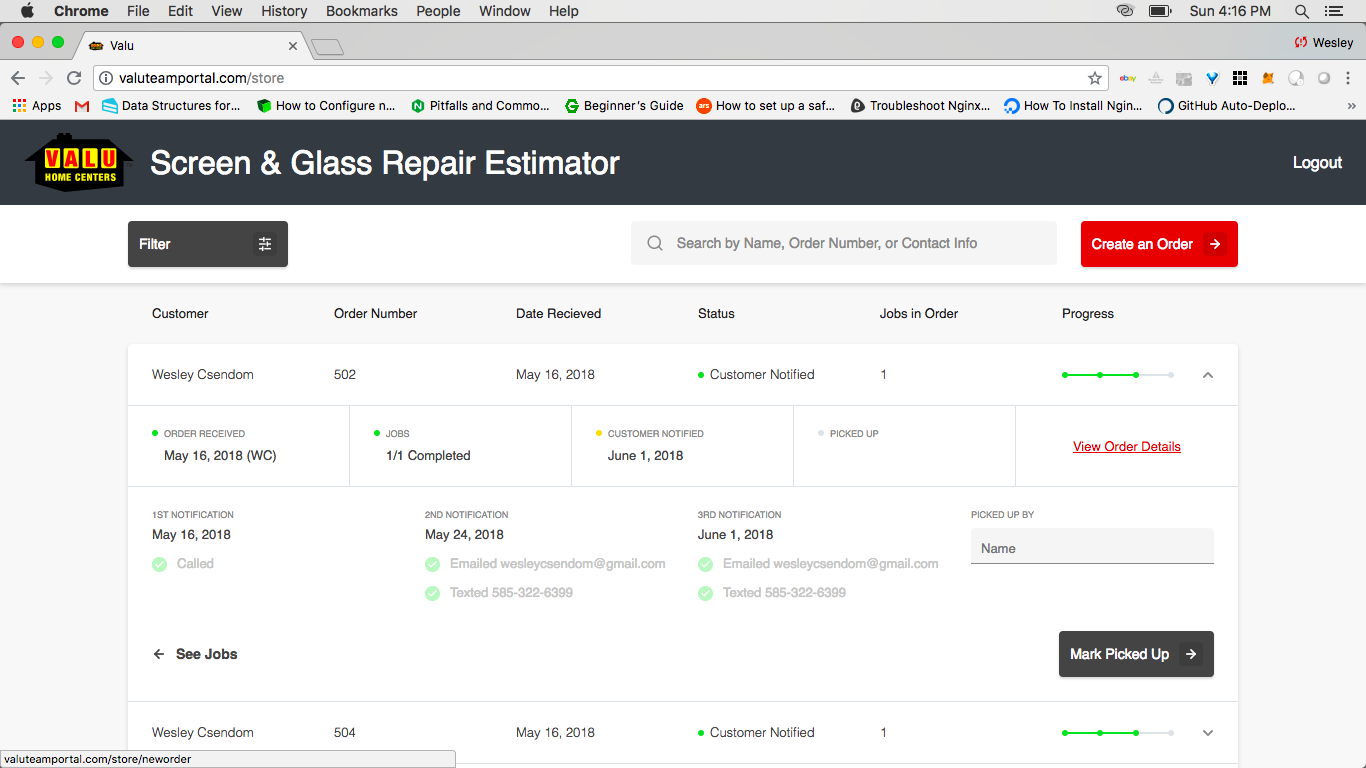 Chrome File Edit View History Bookmarks People Window Help Sun 4:16 PM
Valu Wesley
valuteamportal.com/store ebay
Apps Data Structures for... How to Configure n... Pitfalls and Commo... Beginner's Guide ars How to set up a saf... Troubleshoot Nginx... How To Install Ngin... GitHub Auto-Deplo... »
VALU HOME CENTERS
Screen & Glass Repair Estimator Logout
Filter Search by Name, Order Number, or Contact Info Create an Order
Customer Order Number Date Recieved Status Jobs in Order Progress
Wesley Csendom 502 May 16, 2018 Customer Notified 1
ORDER RECEIVED JOBS CUSTOMER NOTIFIED PICKED UP
May 16, 2018 (WC) 1/1 Completed June 1, 2018 View Order Details
1ST NOTIFICATION 2ND NOTIFICATION 3RD NOTIFICATION PICKED UP BY
May 16, 2018 May 24, 2018 June 1, 2018 Name
Called Emailed wesleycsendom@gmail.com Emailed wesleycsendom@gmail.com
Texted 585-322-6399 Texted 585-322-6399
See Jobs Mark Picked Up
Wesley Csendom 504 May 16, 2018 Customer Notified 1
valuteamportal.com/store/neworder